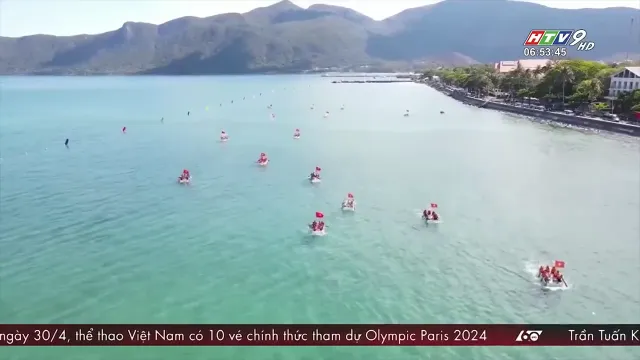 HTV9 HD
06:53:45
ngày 30/4, thể thao Việt Nam có 10 vé chính thức tham dự Olympic Paris 2024
Trần Tuấn K